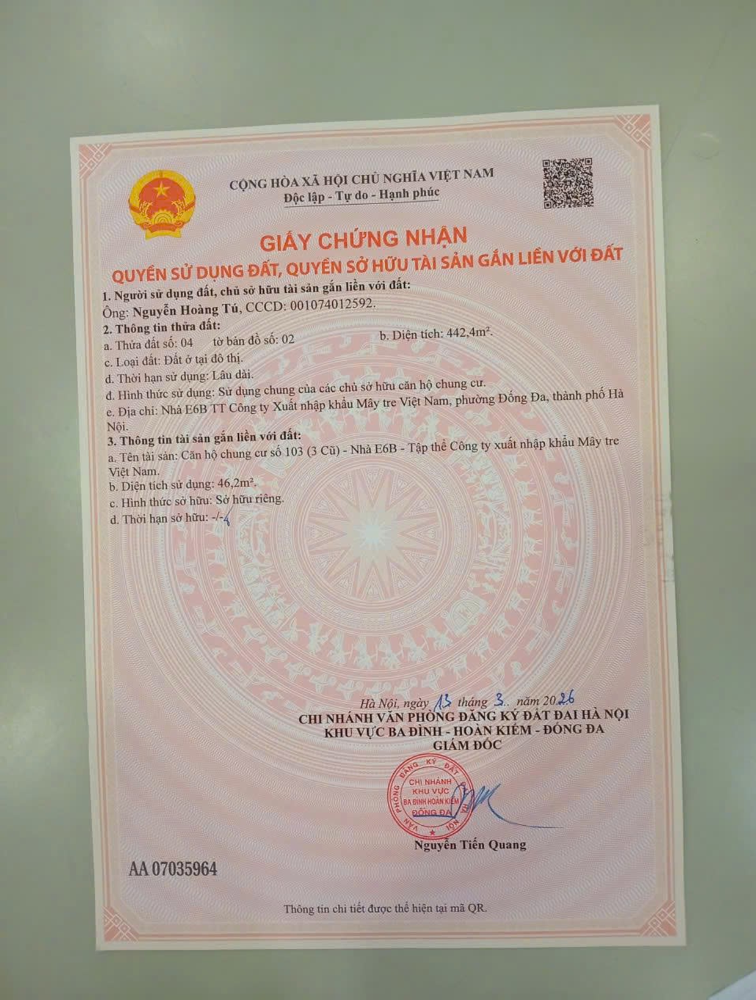 CỘNG HÒA XÃ HỘI CHỦ NGHĨA VIỆT NAM
Độc lập - Tự do - Hạnh phúc
GIẤY CHỨNG NHẬN
QUYỀN SỬ DỤNG ĐẤT, QUYỀN SỞ HỮU TÀI SẢN GẮN LIỀN VỚI ĐẤT
1. Người sử dụng đất, chủ sở hữu tài sản gắn liền với đất:
Ông: Nguyễn Hoàng Tú, CCCD: 001074012592.
2. Thông tin thửa đất:
a. Thửa đất số: 04 tờ bản đồ số: 02 b. Diện tích: 442,4m².
c. Loại đất: Đất ở tại đô thị.
d. Thời hạn sử dụng: Lâu dài.
đ. Hình thức sử dụng: Sử dụng chung của các chủ sở hữu căn hộ chung cư.
e. Địa chỉ: Nhà E6B TT Công ty Xuất nhập khẩu Mây tre Việt Nam, phường Đống Đa, thành phố Hà
Nội.
3. Thông tin tài sản gắn liền với đất:
a. Tên tài sản: Căn hộ chung cư số 103 (3 Cũ) - Nhà E6B - Tập thể Công ty xuất nhập khẩu Mây tre
Việt Nam.
b. Diện tích sử dụng: 46,2m².
c. Hình thức sở hữu: Sở hữu riêng.
d. Thời hạn sở hữu: -/-
Hà Nội, ngày 13 tháng 3.. năm 2026
CHI NHÁNH VĂN PHÒNG ĐĂNG KÝ ĐẤT ĐAI HÀ NỘI
KHU VỰC BA ĐÌNH - HOÀN KIẾM - ĐỐNG ĐA
GIÁM ĐỐC
VĂN PHÒNG ĐĂNG KÝ ĐẤT ĐAI HÀ NỘI
CHI NHÁNH
KHU VỰC
BA ĐÌNH HOÀN KIẾM
ĐỐNG ĐA
Nguyễn Tiến Quang
AA 07035964
Thông tin chi tiết được thể hiện tại mã QR.